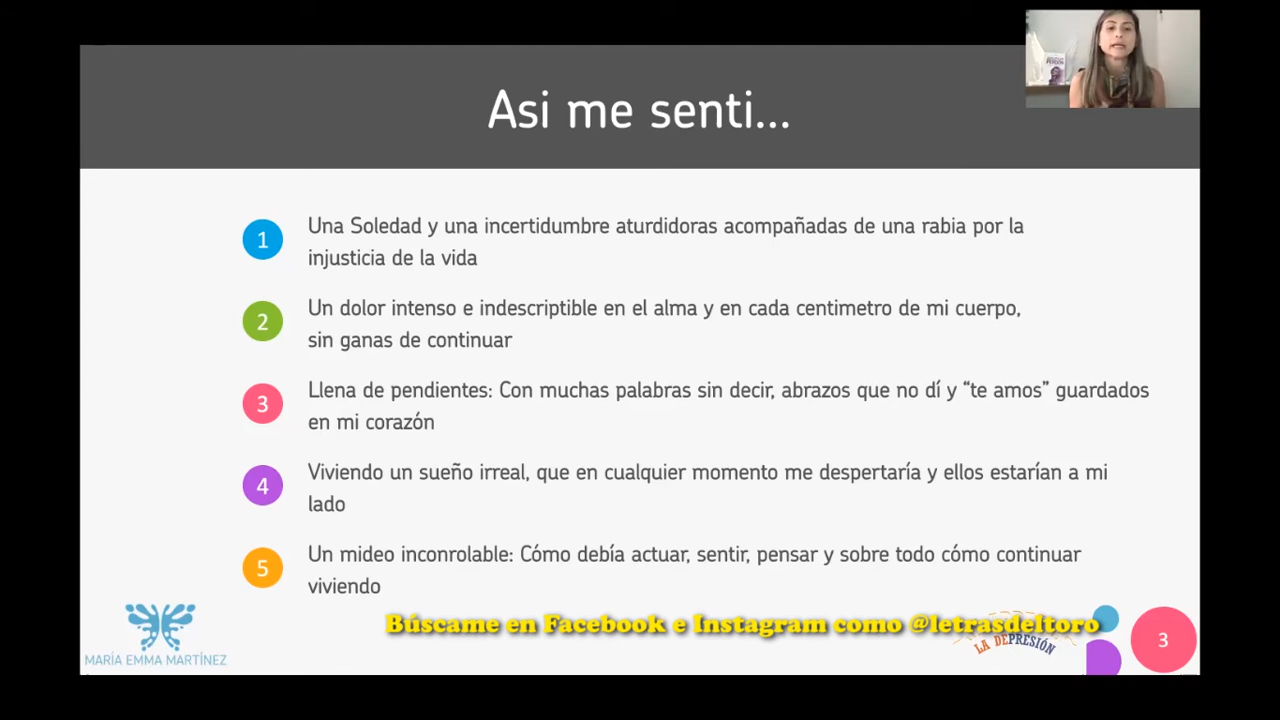 Asi me senti...
1
Una Soledad y una incertidumbre aturdidoras acompañadas de una rabia por la
injusticia de la vida
2
Un dolor intenso e indescriptible en el alma y en cada centimetro de mi cuerpo,
sin ganas de continuar
3
Llena de pendientes: Con muchas palabras sin decir, abrazos que no dí y “te amos” guardados
en mi corazón
4
Viviendo un sueño irreal, que en cualquier momento me despertaría y ellos estarían a mi
lado
5
Un mideo inconrolable: Cómo debía actuar, sentir, pensar y sobre todo cómo continuar
viviendo
Búscame en Facebook e Instagram como @letrasdeltoro
LA DEPRESIÓN
MARÍA EMMA MARTÍNEZ
3